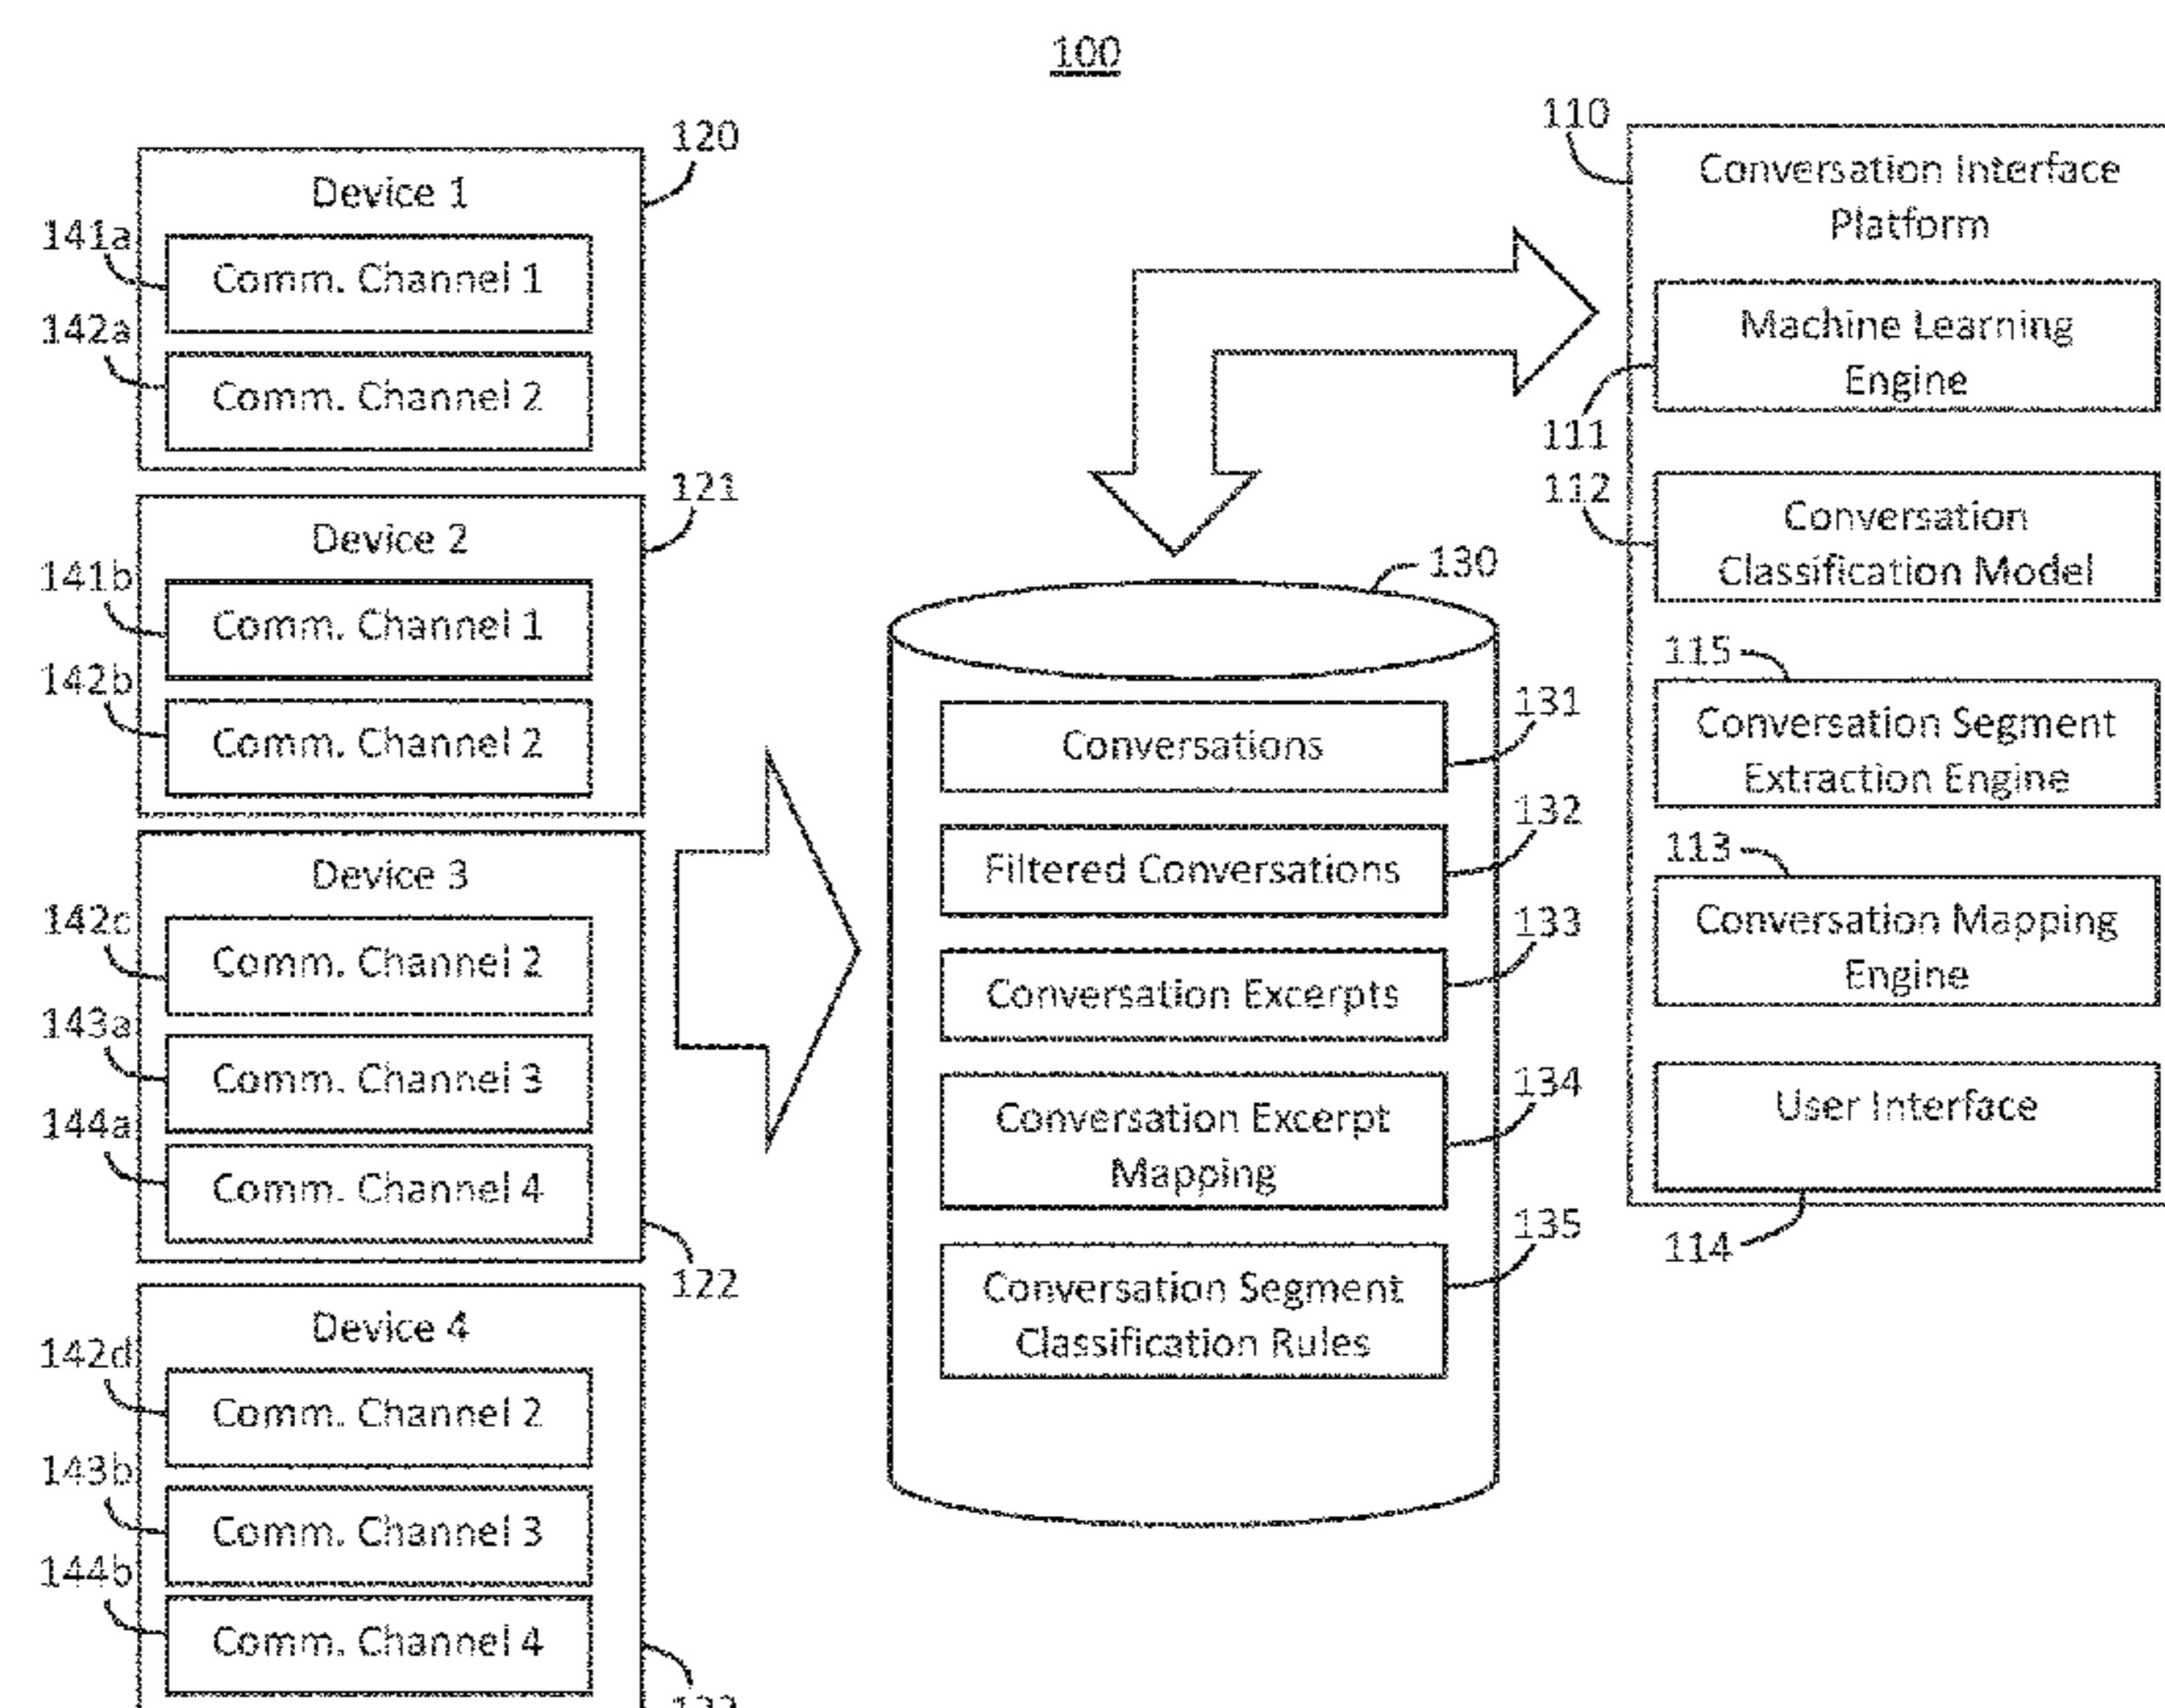 100
120
Device 1
141a
Comm. Channel 1
142a
Comm. Channel 2
121
Device 2
141b
Comm. Channel 1
142b
Comm. Channel 2
Device 3
142c
Comm. Channel 2
143a
Comm. Channel 3
144a
Comm. Channel 4
122
Device 4
142d
Comm. Channel 2
143b
Comm. Channel 3
144b
Comm. Channel 4
130
Conversations
131
Filtered Conversations
132
Conversation Excerpts
133
Conversation Excerpt
Mapping
134
Conversation Segment
Classification Rules
135
110
Conversation Interface
Platform
Machine Learning
Engine
111
112
Conversation
Classification Model
115
Conversation Segment
Extraction Engine
113
Conversation Mapping
Engine
User Interface
114